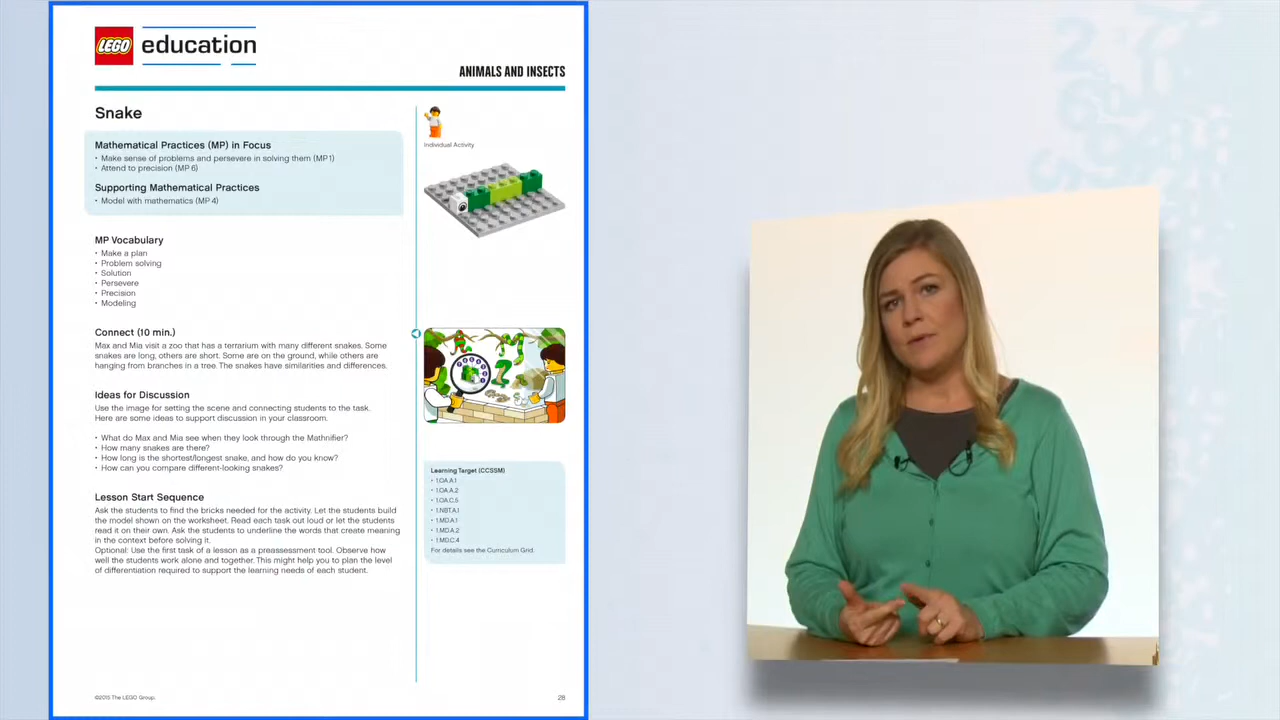 LEGO education
ANIMALS AND INSECTS
Snake
Mathematical Practices (MP) in Focus
• Make sense of problems and persevere in solving them (MP 1)
• Attend to precision (MP 6)
Supporting Mathematical Practices
• Model with mathematics (MP 4)
MP Vocabulary
• Make a plan
• Problem solving
• Solution
• Persevere
• Precision
• Modeling
Connect (10 min.)
Max and Mia visit a zoo that has a terrarium with many different snakes. Some
snakes are long, others are short. Some are on the ground, while others are
hanging from branches in a tree. The snakes have similarities and differences.
Ideas for Discussion
Use the image for setting the scene and connecting students to the task.
Here are some ideas to support discussion in your classroom.
• What do Max and Mia see when they look through the Mathnifier?
• How many snakes are there?
• How long is the shortest/longest snake, and how do you know?
• How can you compare different-looking snakes?
Lesson Start Sequence
Ask the students to find the bricks needed for the activity. Let the students build
the model shown on the worksheet. Read each task out loud or let the students
read it on their own. Ask the students to underline the words that create meaning
in the context before solving it.
Optional: Use the first task of a lesson as a preassessment tool. Observe how
well the students work alone and together. This might help you to plan the level
of differentiation required to support the learning needs of each student.
Individual Activity
Learning Target (CCSSM)
• 1.OA.A.1
• 1.OA.A.2
• 1.OA.C.5
• 1.NBT.A.1
• 1.MD.A.1
• 1.MD.A.2
• 1.MD.C.4
For details see the Curriculum Grid.
©2015 The LEGO Group.
28